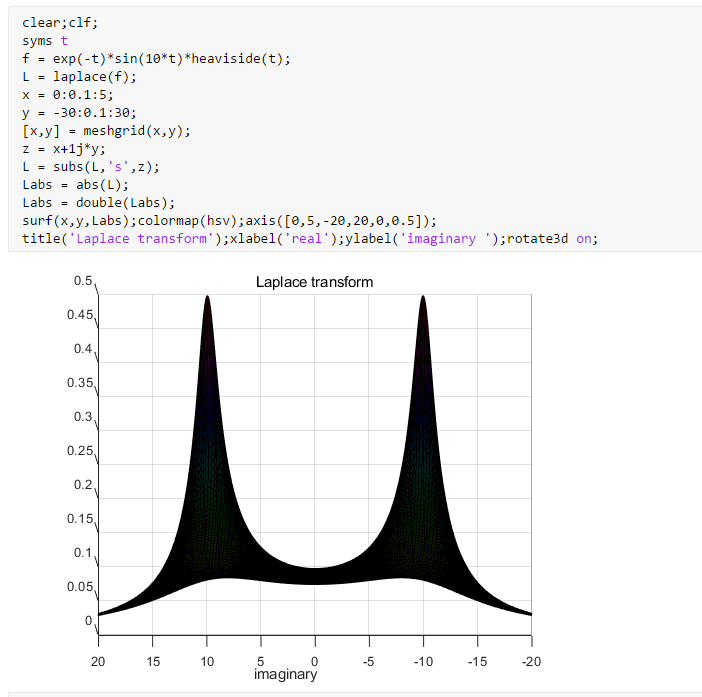 clear;clf;
syms t
f = exp(-t)*sin(10*t)*heaviside(t);
L = laplace(f);
x = 0:0.1:5;
y = -30:0.1:30;
[x,y] = meshgrid(x,y);
z = x+1j*y;
L = subs(L,'s',z);
Labs = abs(L);
Labs = double(Labs);
surf(x,y,Labs);colormap(hsv);axis([0,5,-20,20,0,0.5]);
title('Laplace transform');xlabel('real');ylabel('imaginary ');rotate3d on;
Laplace transform
0.5
0.45
0.4
0.35
0.3
0.25
0.2
0.15
0.1
0.05
0
20 15 10 5 0 -5 -10 -15 -20
imaginary